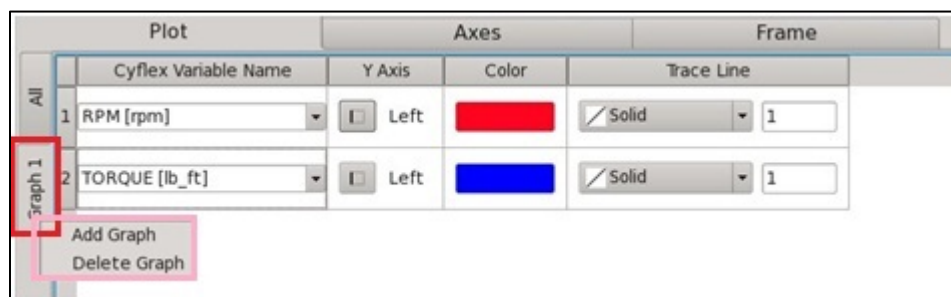 Plot Axes Frame
Cyflex Variable Name Y Axis Color Trace Line
All
1 RPM [rpm] Left Solid 1
Graph 1
2 TORQUE [lb_ft] Left Solid 1
Add Graph
Delete Graph